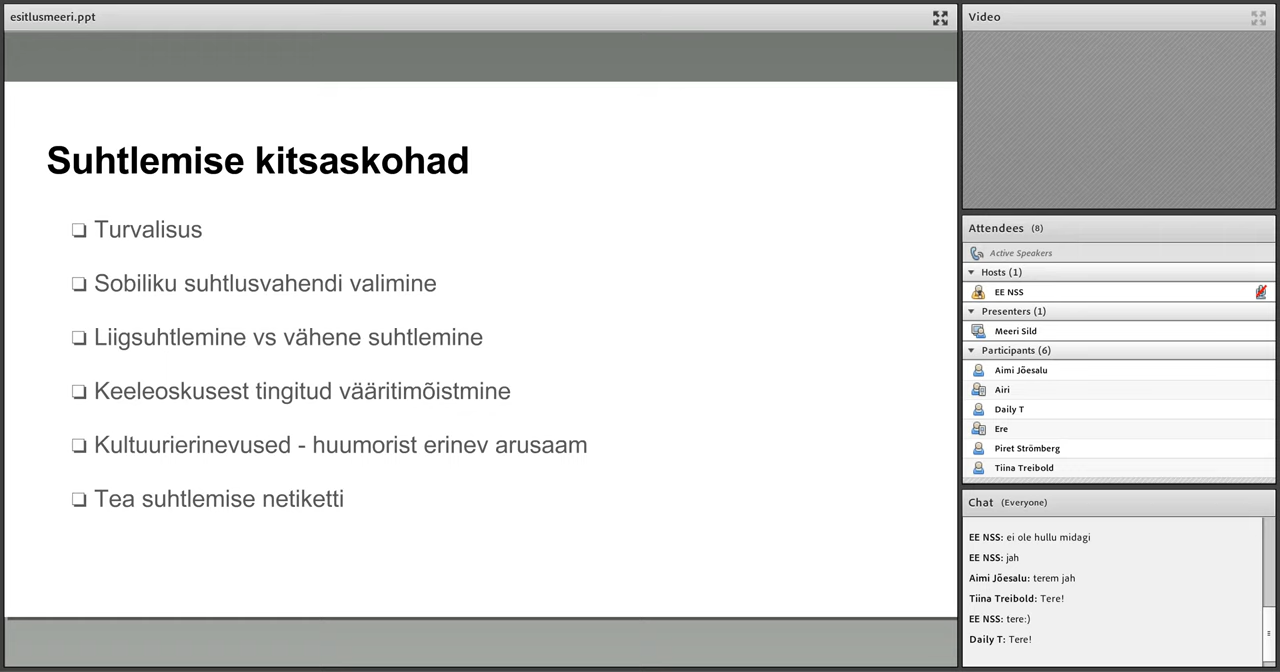 esitlusmeeri.ppt
Suhtlemise kitsaskohad
❏ Turvalisus
❏ Sobiliku suhtlusvahendi valimine
❏ Liigsuhtlemine vs vähene suhtlemine
❏ Keeleoskusest tingitud vääritimõistmine
❏ Kultuurierinevused - huumorist erinev arusaam
❏ Tea suhtlemise netiketti
Video
Attendees (8)
Active Speakers
Hosts (1)
EE NSS
Presenters (1)
Meeri Sild
Participants (6)
Aimi Jõesalu
Airi
Daily T
Ere
Piret Strömberg
Tiina Treibold
Chat (Everyone)
EE NSS: ei ole hullu midagi
EE NSS: jah
Aimi Jõesalu: terem jah
Tiina Treibold: Tere!
EE NSS: tere:)
Daily T: Tere!